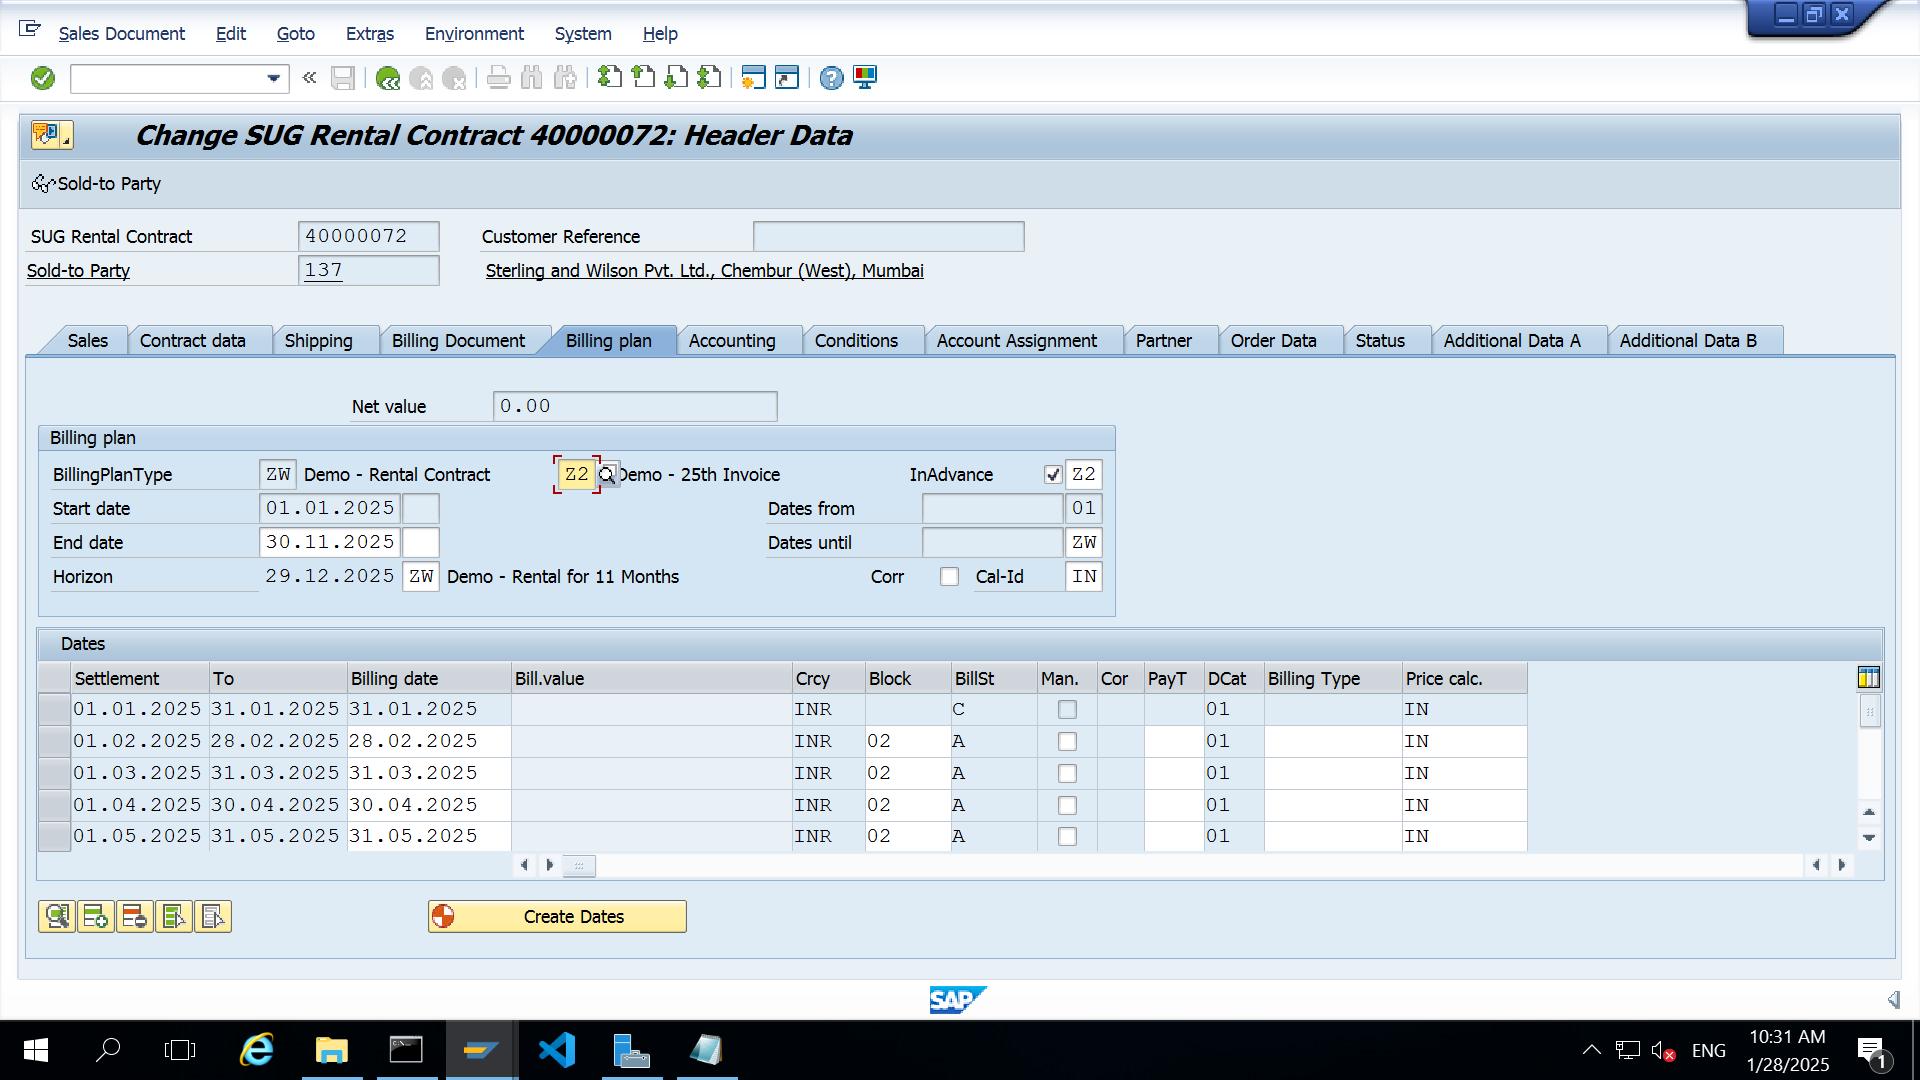 Sales Document Edit Goto Extras Environment System Help
Change SUG Rental Contract 40000072: Header Data
Sold-to Party
SUG Rental Contract 40000072 Customer Reference
Sold-to Party 137 Sterling and Wilson Pvt. Ltd., Chembur (West), Mumbai
Sales Contract data Shipping Billing Document Billing plan Accounting Conditions Account Assignment Partner Order Data Status Additional Data A Additional Data B
Net value 0.00
Billing plan
BillingPlanType ZW Demo - Rental Contract Z2 Demo - 25th Invoice InAdvance Z2
Start date 01.01.2025 Dates from 01
End date 30.11.2025 Dates until ZW
Horizon 29.12.2025 ZW Demo - Rental for 11 Months Corr Cal-Id IN
Dates
Settlement To Billing date Bill.value Crcy Block BillSt Man. Cor PayT DCat Billing Type Price calc.
01.01.2025 31.01.2025 31.01.2025 INR C 01 IN
01.02.2025 28.02.2025 28.02.2025 INR 02 A 01 IN
01.03.2025 31.03.2025 31.03.2025 INR 02 A 01 IN
01.04.2025 30.04.2025 30.04.2025 INR 02 A 01 IN
01.05.2025 31.05.2025 31.05.2025 INR 02 A 01 IN
Create Dates
SAP
ENG
10:31 AM
1/28/2025
1